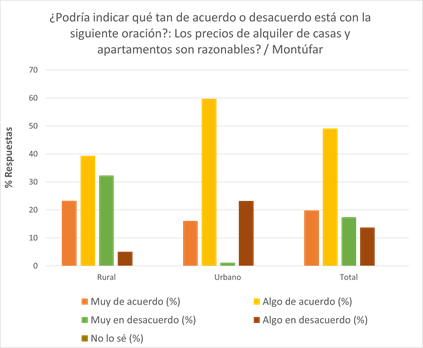 ¿Podría indicar qué tan de acuerdo o desacuerdo está con la
siguiente oración?: Los precios de alquiler de casas y
apartamentos son razonables? / Montúfar
% Respuestas
70
60
50
40
30
20
10
0
Rural Urbano Total
Muy de acuerdo (%) Algo de acuerdo (%)
Muy en desacuerdo (%) Algo en desacuerdo (%)
No lo sé (%)